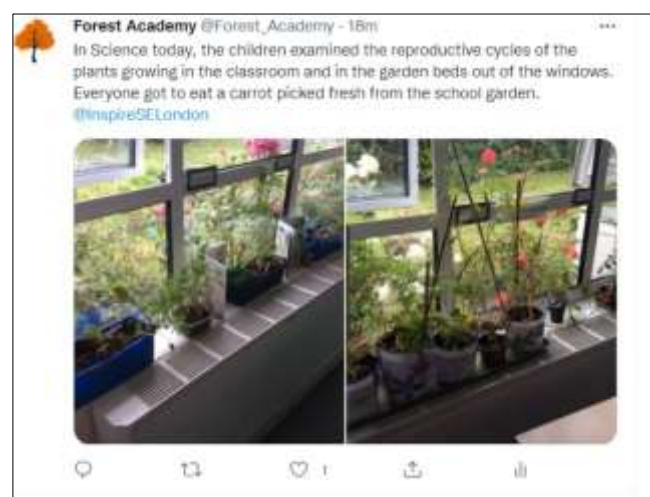 Forest Academy @Forest_Academy · 18m
In Science today, the children examined the reproductive cycles of the
plants growing in the classroom and in the garden beds out of the windows.
Everyone got to eat a carrot picked fresh from the school garden.
@InspireSELondon
1